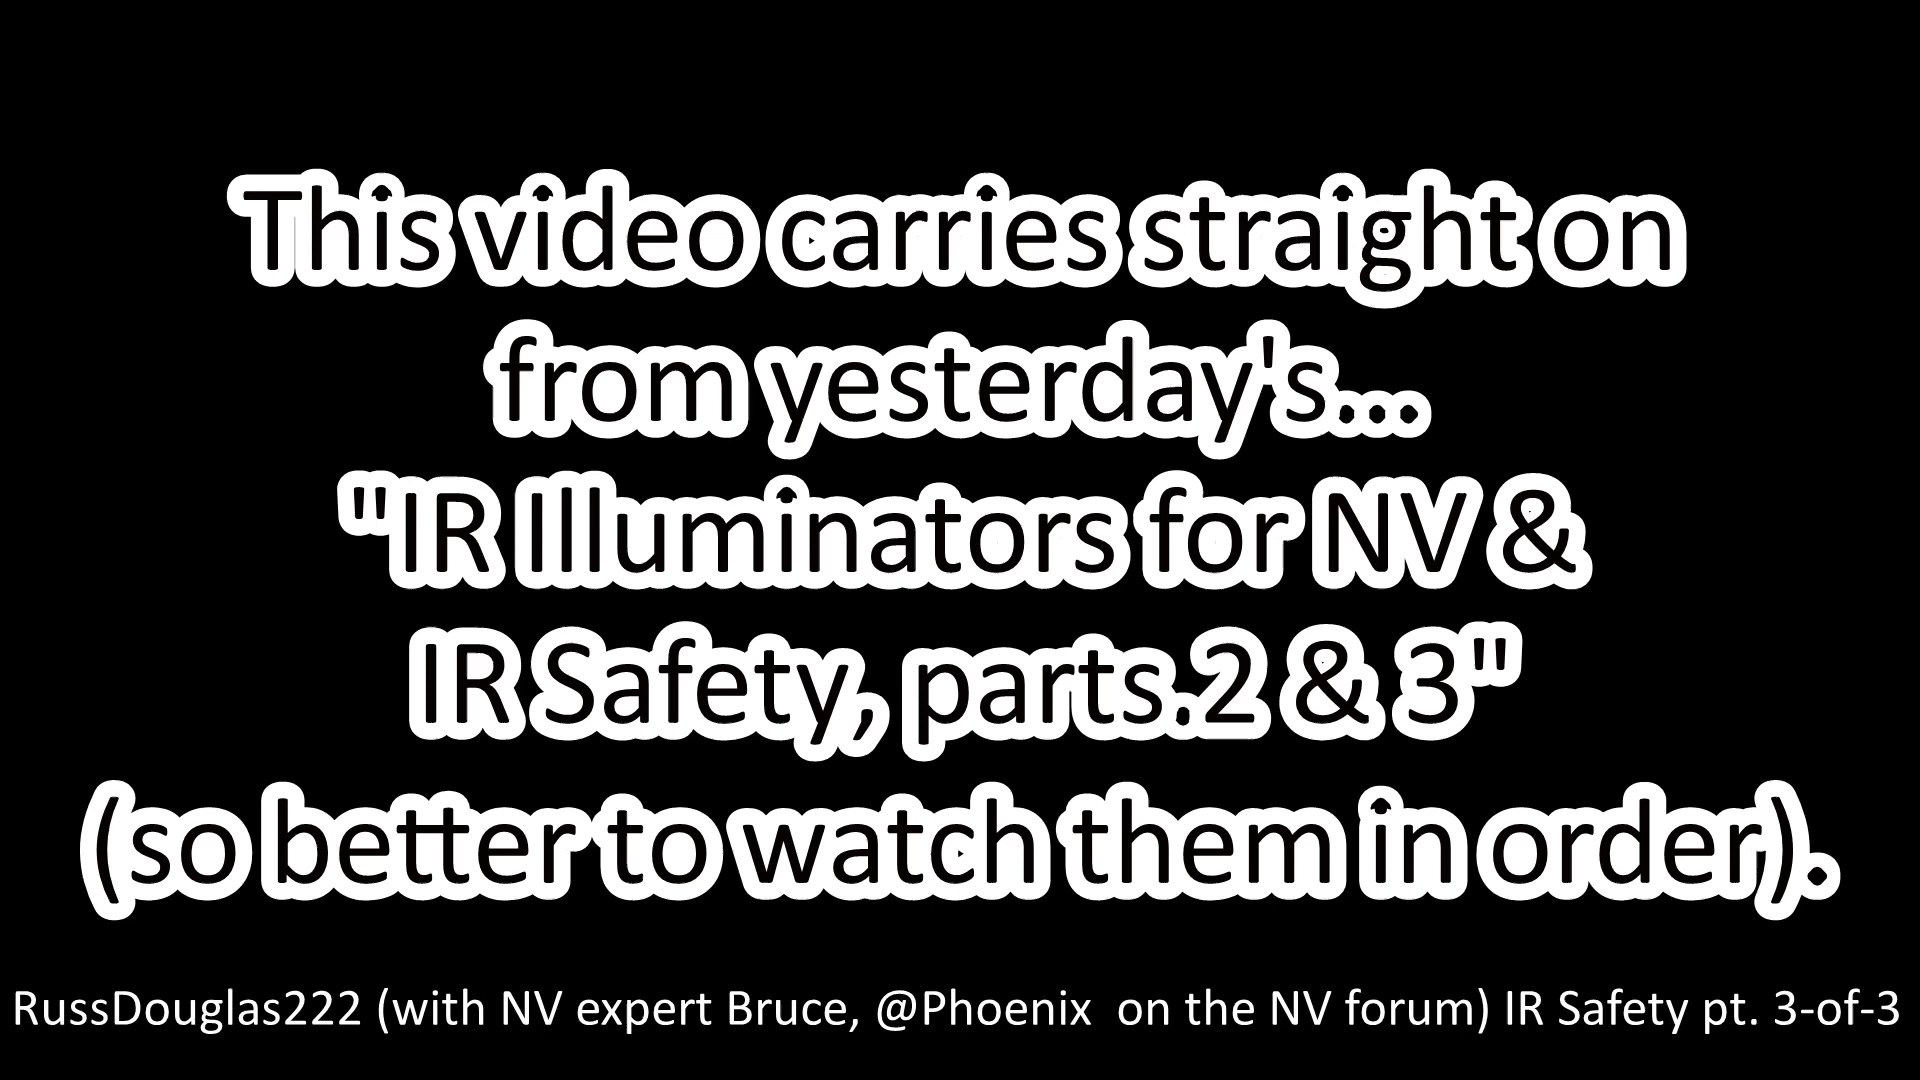 This video carries straight on
from yesterday's...
"IR Illuminators for NV &
IR Safety, parts.2 & 3"
(so better to watch them in order).
RussDouglas222 (with NV expert Bruce, @Phoenix  on the NV forum) IR Safety pt. 3-of-3